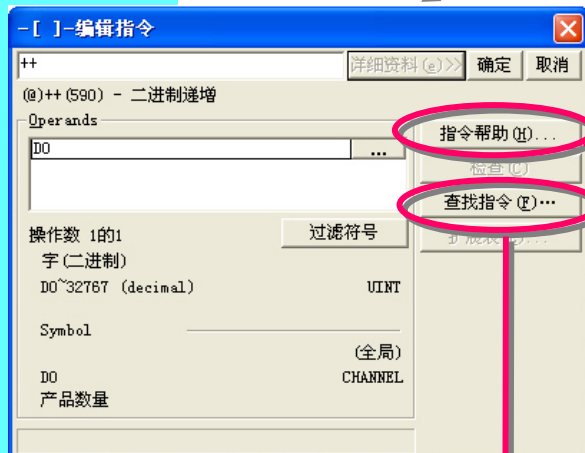 -[ ]-编辑指令
++ 详细资料(e)>> 确定 取消
(@)++(590) - 二进制递增
Operands
指令帮助(H)...
D0 ...
检查(C)
查找指令(F)…
操作数 1的1 过滤符号
字(二进制)
D0~32767 (decimal) UINT
Symbol
(全局)
D0 CHANNEL
产品数量